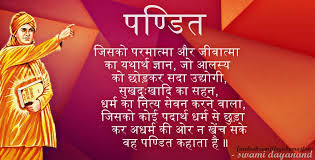 पण्डित
जिसको परमात्मा और जीवात्मा
का यथार्थ ज्ञान, जो आलस्य
को छोड़कर सदा उद्योगी,
सुखदुःखादि का सहन,
धर्म का नित्य सेवन करने वाला,
जिसको कोई पदार्थ धर्म से छुड़ा
कर अधर्म की ओर न खेंच सके
वह पण्डित कहाता है ॥
- swami dayanand